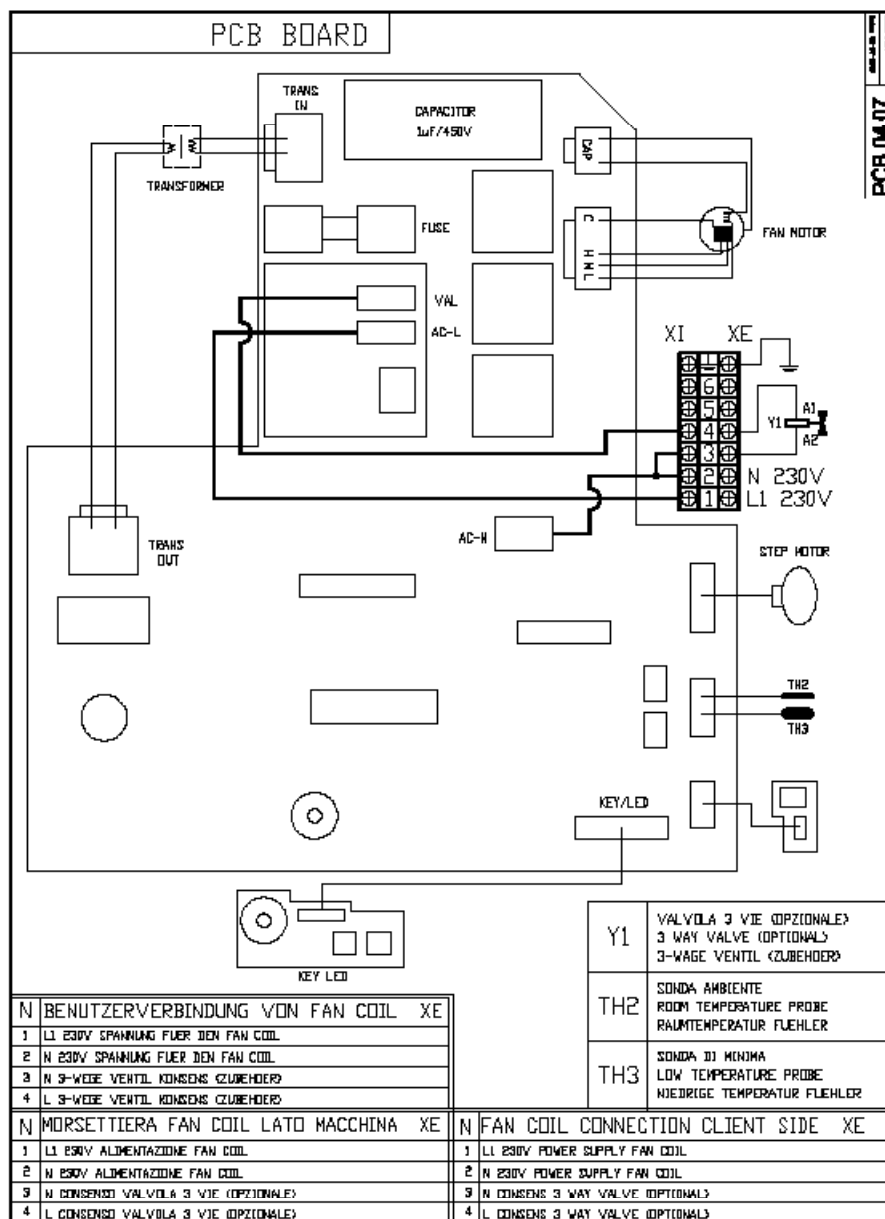 PCB BOARD
PCB 04.07
TRANS
IN
CAPACITOR
1uF/450V
CAP
TRANSFORMER
FUSE
C
H
M
L
FAN MOTOR
VAL
AC-L
XI XE
6
5
4
3
2 N 230V
1 L1 230V
Y1
A1
A2
AC-N
TRANS
OUT
STEP MOTOR
TH2
TH3
KEY/LED
KEY LED
Y1
VALVOLA 3 VIE (OPZIONALE)
3 WAY VALVE (OPTIONAL)
3-WAGE VENTIL (ZUBEHOER)
TH2
SONDA AMBIENTE
ROOM TEMPERATURE PROBE
RAUMTEMPERATUR FUEHLER
TH3
SONDA DI MINIMA
LOW TEMPERATURE PROBE
NIEDRIGE TEMPERATUR FUEHLER
N BENUTZERVERBINDUNG VON FAN COIL XE
1 L1 230V SPANNUNG FUER DEN FAN COIL
2 N 230V SPANNUNG FUER DEN FAN COIL
3 N 3-WEGE VENTIL KONSENS (ZUBEHOER)
4 L 3-WEGE VENTIL KONSENS (ZUBEHOER)
N MORSETTIERA FAN COIL LATO MACCHINA XE
1 L1 230V ALIMENTAZIONE FAN COIL
2 N 230V ALIMENTAZIONE FAN COIL
3 N CONSENSO VALVOLA 3 VIE (OPZIONALE)
4 L CONSENSO VALVOLA 3 VIE (OPZIONALE)
N FAN COIL CONNECTION CLIENT SIDE XE
1 L1 230V POWER SUPPLY FAN COIL
2 N 230V POWER SUPPLY FAN COIL
3 N CONSENS 3 WAY VALVE (OPTIONAL)
4 L CONSENS 3 WAY VALVE (OPTIONAL)